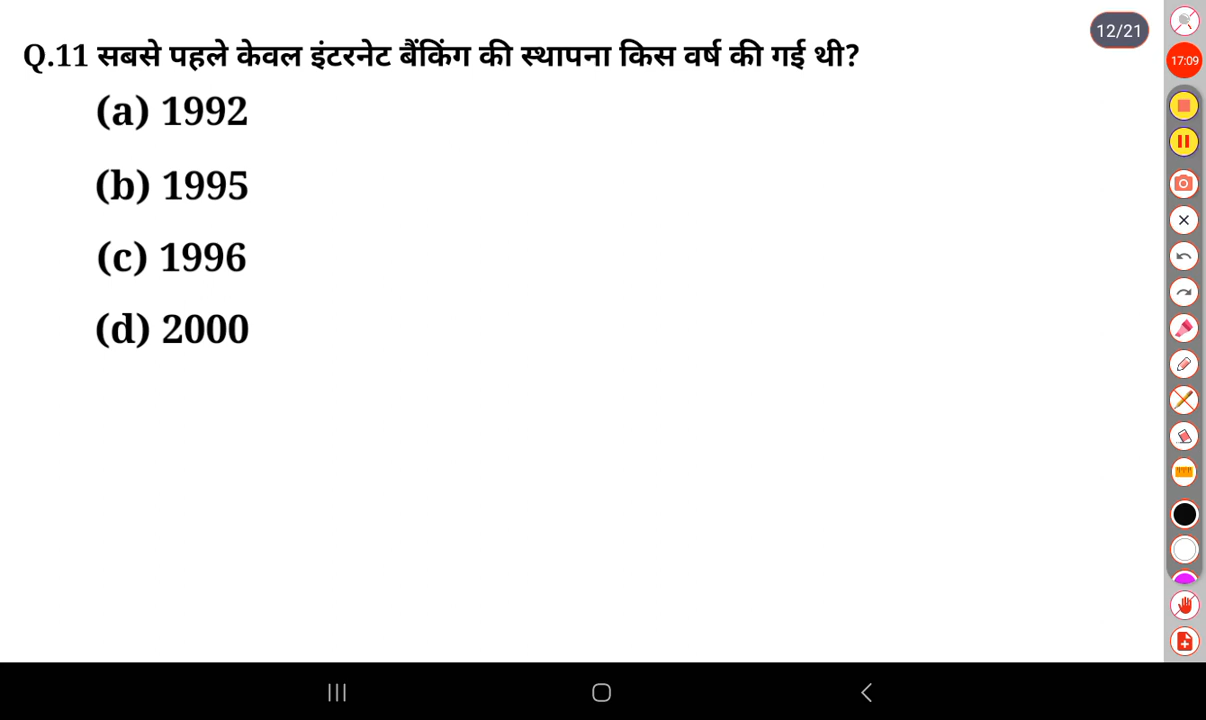 12/21
17:09
Q.11 सबसे पहले केवल इंटरनेट बैंकिंग की स्थापना किस वर्ष की गई थी?
(a) 1992
(b) 1995
(c) 1996
(d) 2000